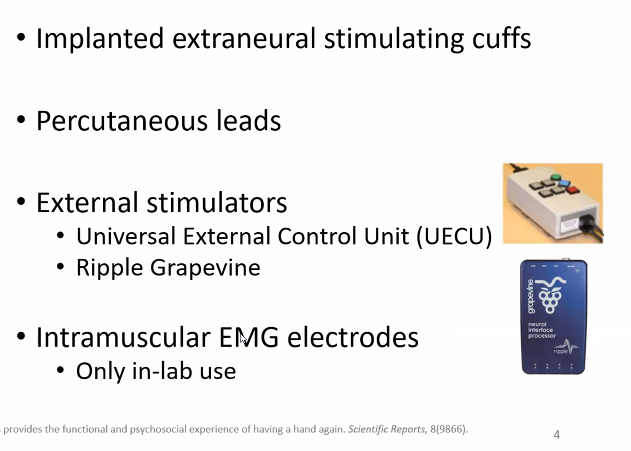 • Implanted extraneural stimulating cuffs
• Percutaneous leads
• External stimulators
• Universal External Control Unit (UECU)
• Ripple Grapevine
grapevine
neural
interface
processor
ripple
• Intramuscular EMG electrodes
• Only in-lab use
provides the functional and psychosocial experience of having a hand again. Scientific Reports, 8(9866).
4